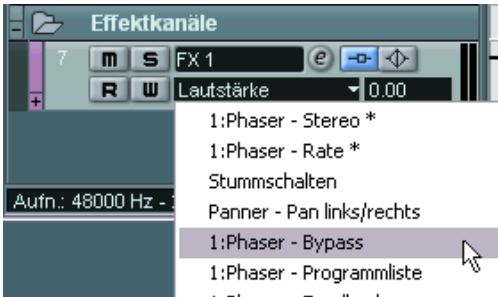 Effektkanäle
7 m S FX 1 e
R W Lautstärke 0.00
+
1:Phaser - Stereo *
1:Phaser - Rate *
Stummschalten
Aufn.: 48000 Hz -
Panner - Pan links/rechts
1:Phaser - Bypass
1:Phaser - Programmliste